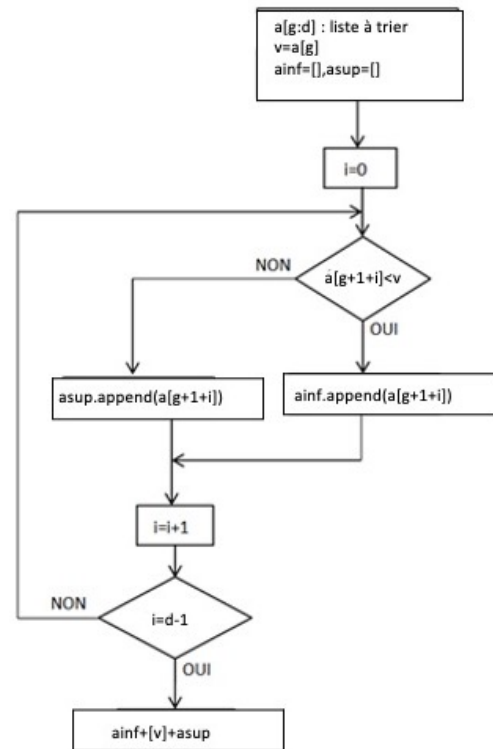 a[g:d] : liste à trier
v=a[g]
ainf=[],asup=[]
i=0
NON
a[g+1+i]<v
OUI
asup.append(a[g+1+i])
ainf.append(a[g+1+i])
i=i+1
NON
i=d-1
OUI
ainf+[v]+asup